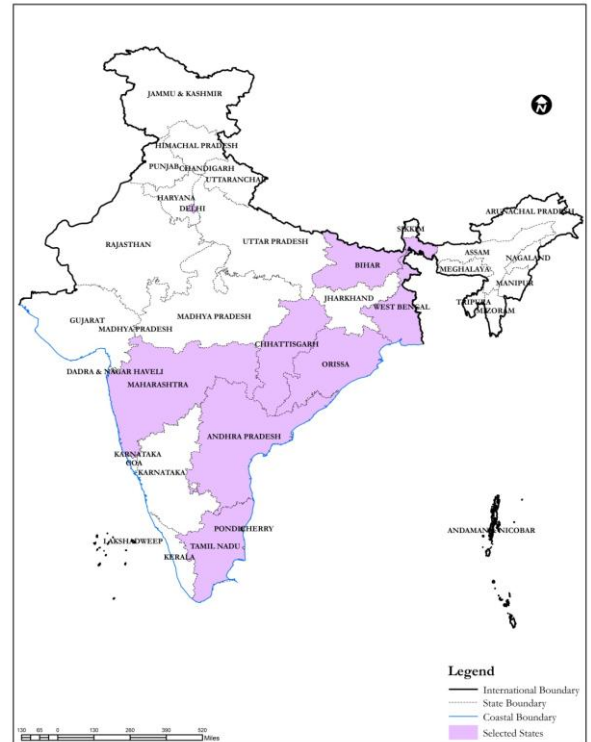 JAMMU & KASHMIR
N
HIMACHAL PRADESH
PUNJAB
CHANDIGARH
UTTARANCHAL
HARYANA
DELHI
ARUNACHAL PRADESH
SIKKIM
RAJASTHAN
UTTAR PRADESH
ASSAM
NAGALAND
BIHAR
MEGHALAYA
MANIPUR
JHARKHAND
TRIPURA
WEST BENGAL
MIZORAM
GUJARAT
MADHYA PRADESH
MADHYA PRADESH
CHHATTISGARH
ORISSA
DADRA & NAGAR HAVELI
MAHARASHTRA
ANDHRA PRADESH
KARNATAKA
GOA
KARNATAKA
PONDICHERRY
ANDAMAN & NICOBAR
LAKSHADWEEP
TAMIL NADU
KERALA
Legend
International Boundary
State Boundary
Coastal Boundary
Selected States
130 65 0 130 260 390 520
Miles